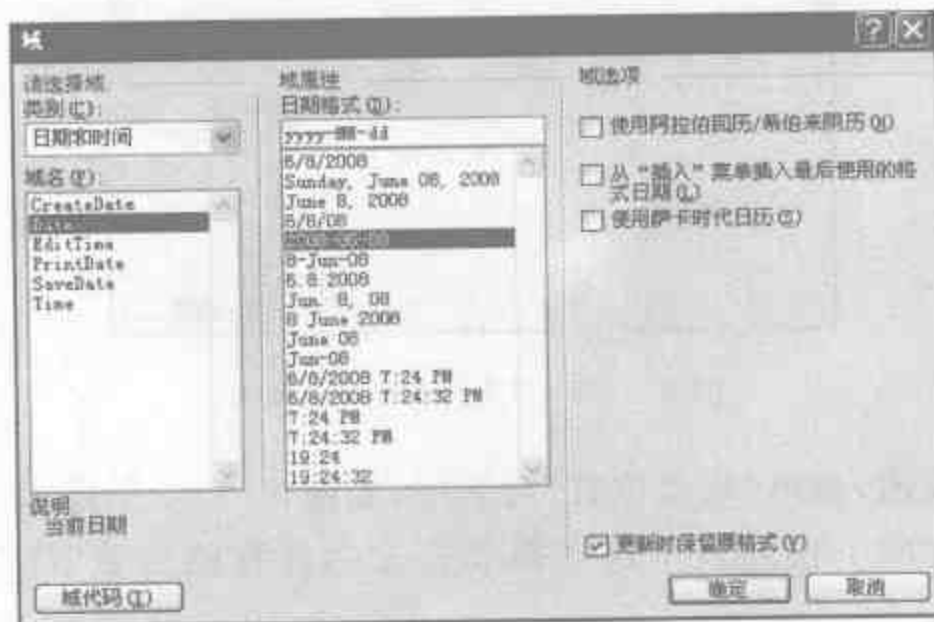 域
请选择域
类别(C):
日期和时间
域名(F):
CreateDate
Date
EditTime
PrintDate
SaveDate
Time
说明
当前日期
域代码(I)
域属性
日期格式(D):
yyyy-MM-dd
6/8/2008
Sunday, June 08, 2008
June 8, 2008
6/8/08
2008-06-08
8-Jun-08
6.8.2008
Jun. 8, 08
8 June 2008
June 08
Jun-08
6/8/2008 7:24 PM
6/8/2008 7:24:32 PM
7:24 PM
7:24:32 PM
19:24
19:24:32
域选项
使用阿拉伯回历/希伯来阴历(H)
从“插入”菜单插入最后使用的格
式日期(L)
使用萨卡时代日历(S)
更新时保留原格式(V)
确定
取消